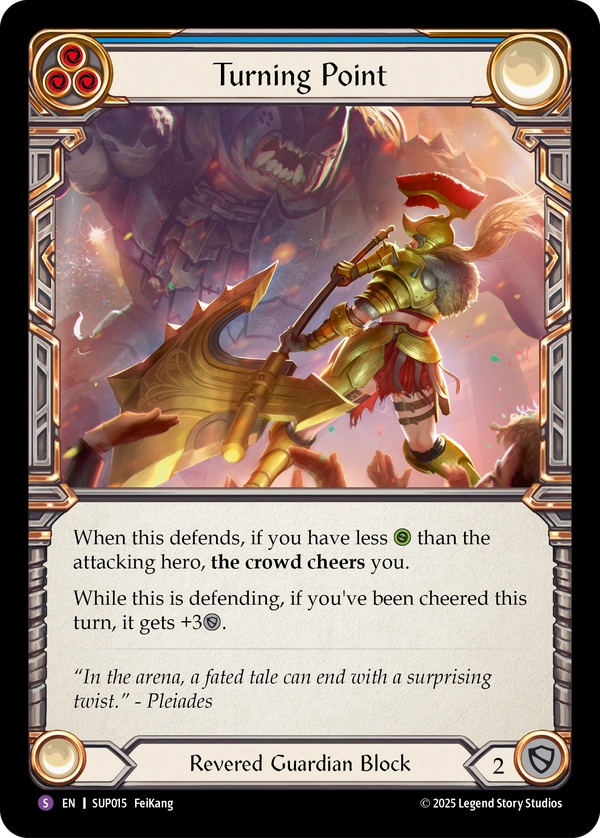 Turning Point
When this defends, if you have less than the
attacking hero, the crowd cheers you.
While this is defending, if you've been cheered this
turn, it gets +3.
“In the arena, a fated tale can end with a surprising
twist.” - Pleiades
Revered Guardian Block
2
S EN | SUP015 FeiKang
© 2025 Legend Story Studios